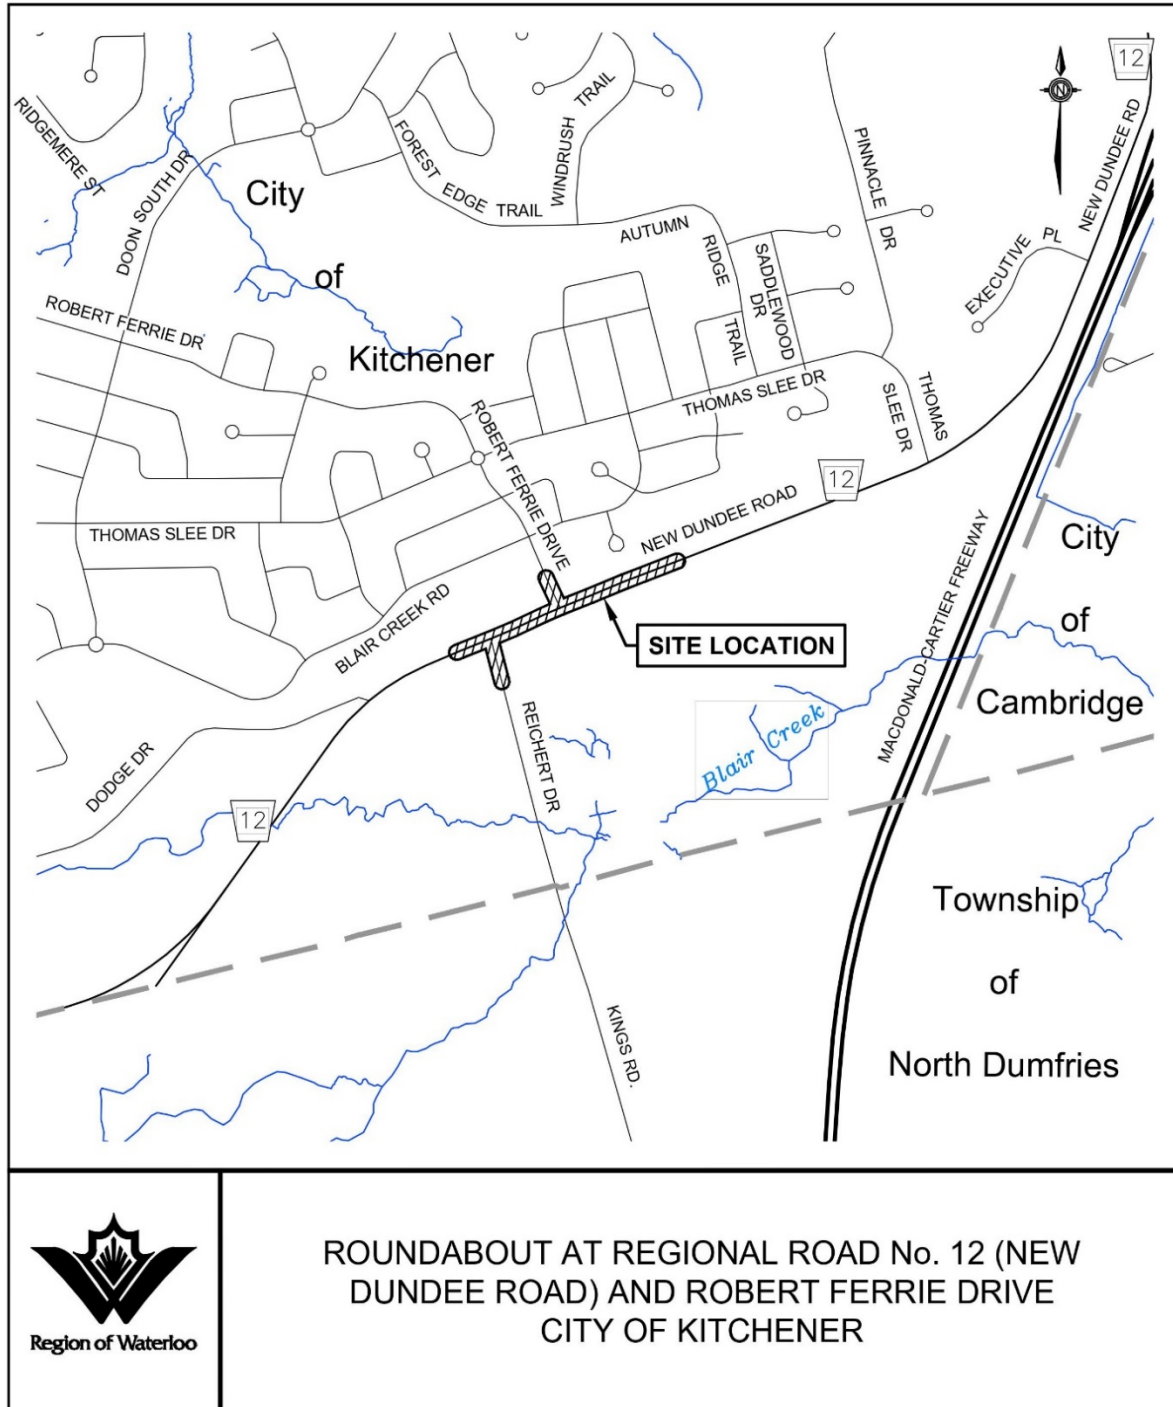 12
NEW DUNDEE RD
RIDGEMERE ST
DOON SOUTH DR
City
of
Kitchener
FOREST
EDGE
TRAIL
WINDRUSH
TRAIL
AUTUMN
RIDGE
TRAIL
SADDLEWOOD
DR
PINNACLE
DR
EXECUTIVE
PL
ROBERT FERRIE DR
THOMAS SLEE DR
THOMAS
SLEE DR
ROBERT FERRIE DRIVE
12
NEW DUNDEE ROAD
THOMAS SLEE DR
BLAIR CREEK RD
SITE LOCATION
MACDONALD-CARTIER FREEWAY
City
of
Cambridge
REICHERT DR
Blair Creek
DODGE DR
12
Township
of
North Dumfries
KINGS RD.
N
Region of Waterloo
ROUNDABOUT AT REGIONAL ROAD No. 12 (NEW
DUNDEE ROAD) AND ROBERT FERRIE DRIVE
CITY OF KITCHENER